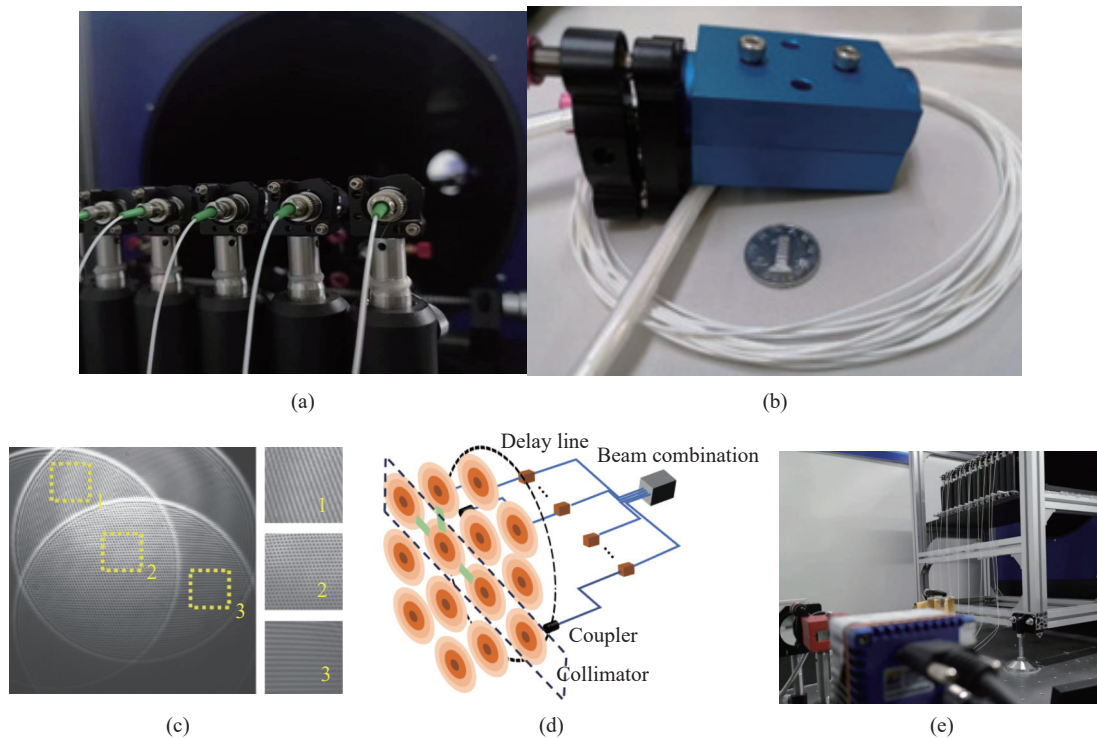 (a)
(b)
1
2
3
1
2
3
(c)
Delay line
Beam combination
Coupler
Collimator
(d)
(e)